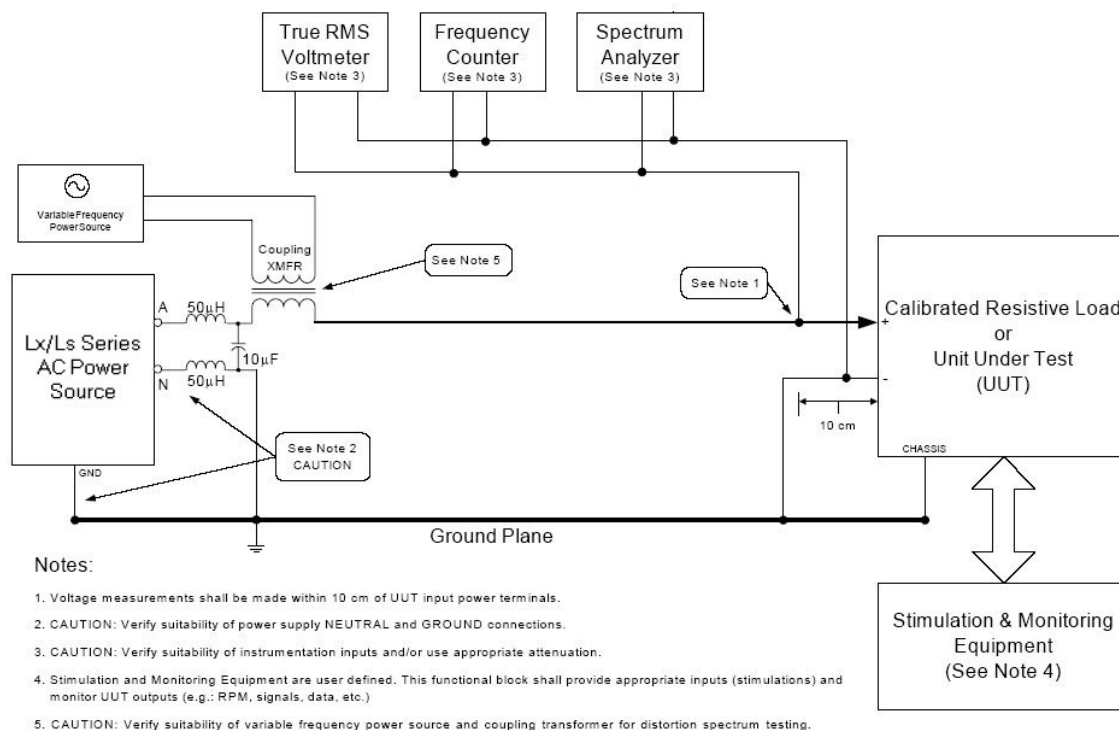 True RMS
Voltmeter
(See Note 3)
Frequency
Counter
(See Note 3)
Spectrum
Analyzer
(See Note 3)
Variable Frequency
Power Source
Coupling
XMFR
See Note 5
See Note 1
A
50µH
10µF
N
50µH
Lx/Ls Series
AC Power
Source
GND
See Note 2
CAUTION
+
Calibrated Resistive Load
or
Unit Under Test
(UUT)
-
10 cm
CHASSIS
Ground Plane
Stimulation & Monitoring
Equipment
(See Note 4)
Notes:
1. Voltage measurements shall be made within 10 cm of UUT input power terminals.
2. CAUTION: Verify suitability of power supply NEUTRAL and GROUND connections.
3. CAUTION: Verify suitability of instrumentation inputs and/or use appropriate attenuation.
4. Stimulation and Monitoring Equipment are user defined. This functional block shall provide appropriate inputs (stimulations) and
monitor UUT outputs (e.g.: RPM, signals, data, etc.)
5. CAUTION: Verify suitability of variable frequency power source and coupling transformer for distortion spectrum testing.